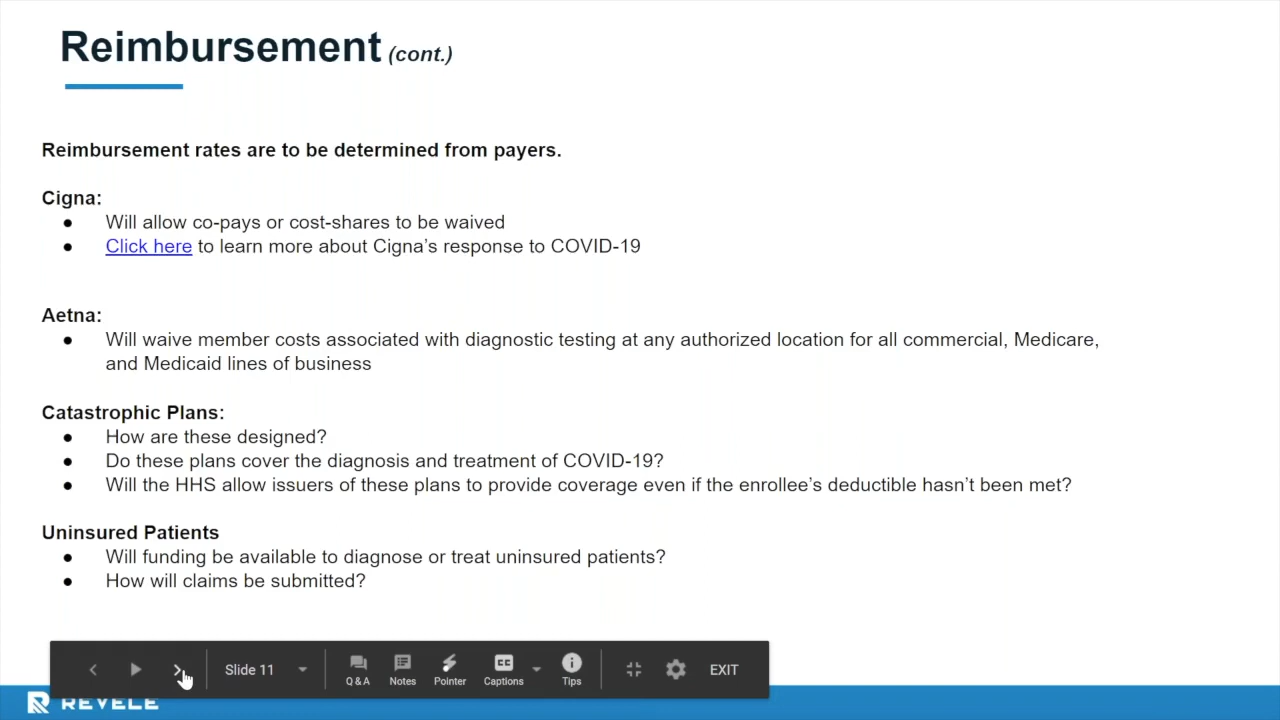 Reimbursement (cont.)
Reimbursement rates are to be determined from payers.
Cigna:
● Will allow co-pays or cost-shares to be waived
● Click here to learn more about Cigna’s response to COVID-19
Aetna:
● Will waive member costs associated with diagnostic testing at any authorized location for all commercial, Medicare,
and Medicaid lines of business
Catastrophic Plans:
● How are these designed?
● Do these plans cover the diagnosis and treatment of COVID-19?
● Will the HHS allow issuers of these plans to provide coverage even if the enrollee’s deductible hasn’t been met?
Uninsured Patients
● Will funding be available to diagnose or treat uninsured patients?
● How will claims be submitted?
Slide 11
Q & A
Notes
Pointer
CC
Captions
Tips
EXIT
REVELE